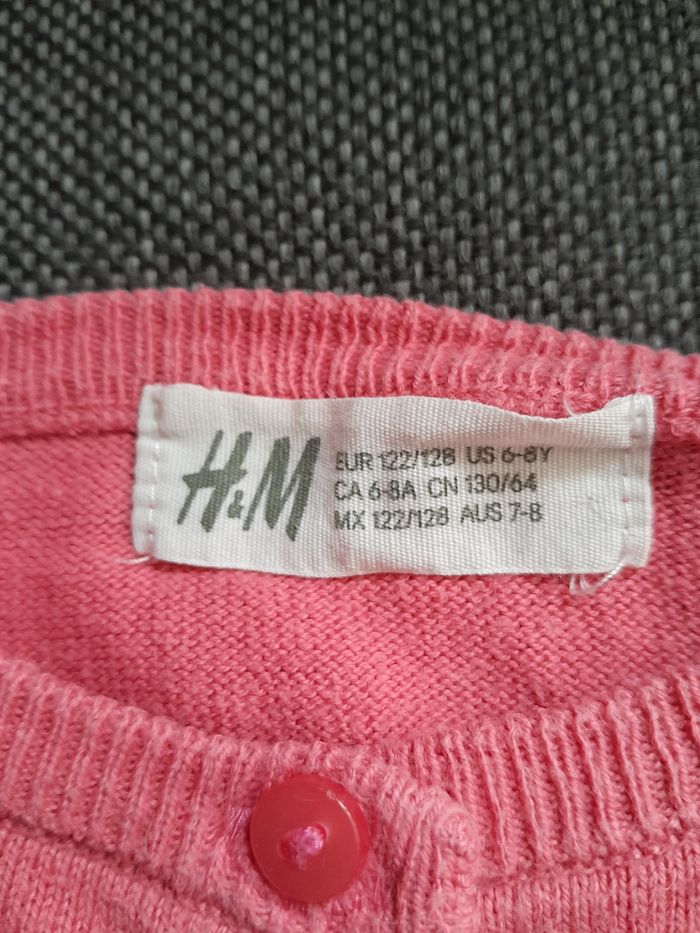 H&M
EUR 122/128 US 6-8Y
CA 6-8A CN 130/64
MX 122/128 AUS 7-8